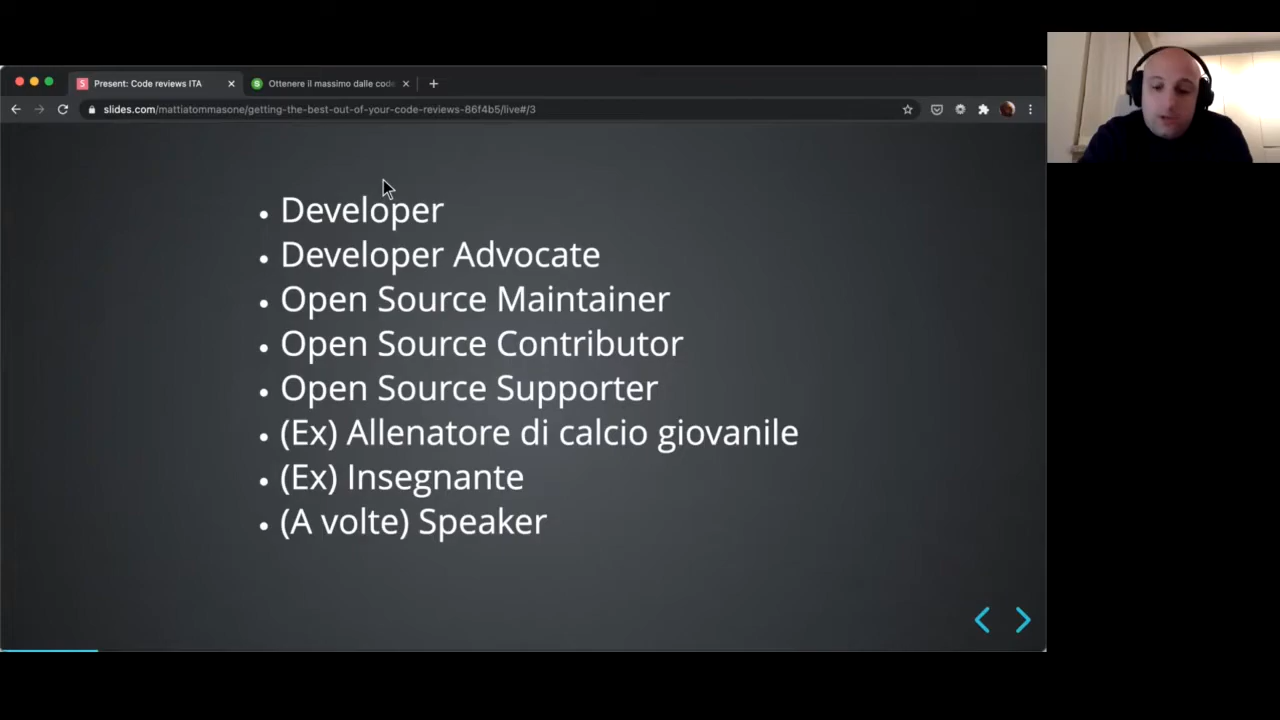 Present: Code reviews ITA
Ottenere il massimo dalle code
slides.com/mattiatommasone/getting-the-best-out-of-your-code-reviews-86f4b5/live#/3
Developer
Developer Advocate
Open Source Maintainer
Open Source Contributor
Open Source Supporter
(Ex) Allenatore di calcio giovanile
(Ex) Insegnante
(A volte) Speaker